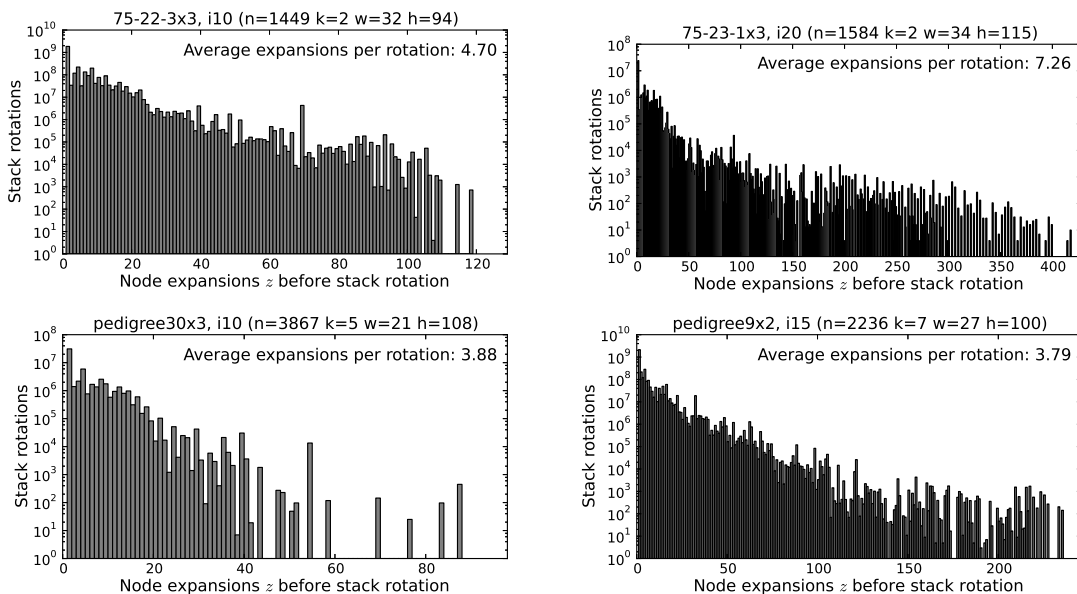 75-22-3x3, i10 (n=1449 k=2 w=32 h=94)
Average expansions per rotation: 4.70
Stack rotations
10^10
10^9
10^8
10^7
10^6
10^5
10^4
10^3
10^2
10^1
10^0
0 20 40 60 80 100 120
Node expansions z before stack rotation
75-23-1x3, i20 (n=1584 k=2 w=34 h=115)
Average expansions per rotation: 7.26
Stack rotations
10^8
10^7
10^6
10^5
10^4
10^3
10^2
10^1
10^0
0 50 100 150 200 250 300 350 400
Node expansions z before stack rotation
pedigree30x3, i10 (n=3867 k=5 w=21 h=108)
Average expansions per rotation: 3.88
Stack rotations
10^8
10^7
10^6
10^5
10^4
10^3
10^2
10^1
10^0
0 20 40 60 80
Node expansions z before stack rotation
pedigree9x2, i15 (n=2236 k=7 w=27 h=100)
Average expansions per rotation: 3.79
Stack rotations
10^10
10^9
10^8
10^7
10^6
10^5
10^4
10^3
10^2
10^1
10^0
0 50 100 150 200
Node expansions z before stack rotation